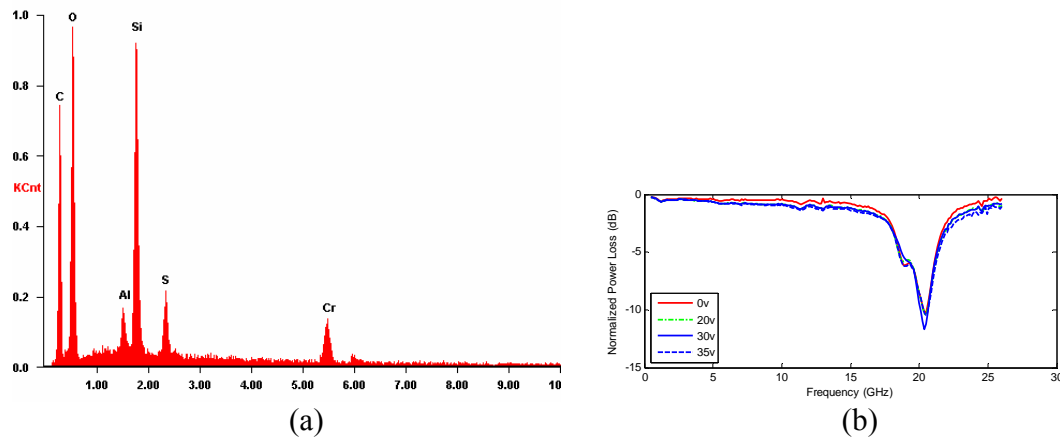 1.0
0.8
0.6
KCnt
0.4
0.2
0.0
C
O
Si
Al
S
Cr
1.00 2.00 3.00 4.00 5.00 6.00 7.00 8.00 9.00 10
(a)
Normalized Power Loss (dB)
0
-5
-10
-15
0v
20v
30v
35v
0 5 10 15 20 25 30
Frequency (GHz)
(b)